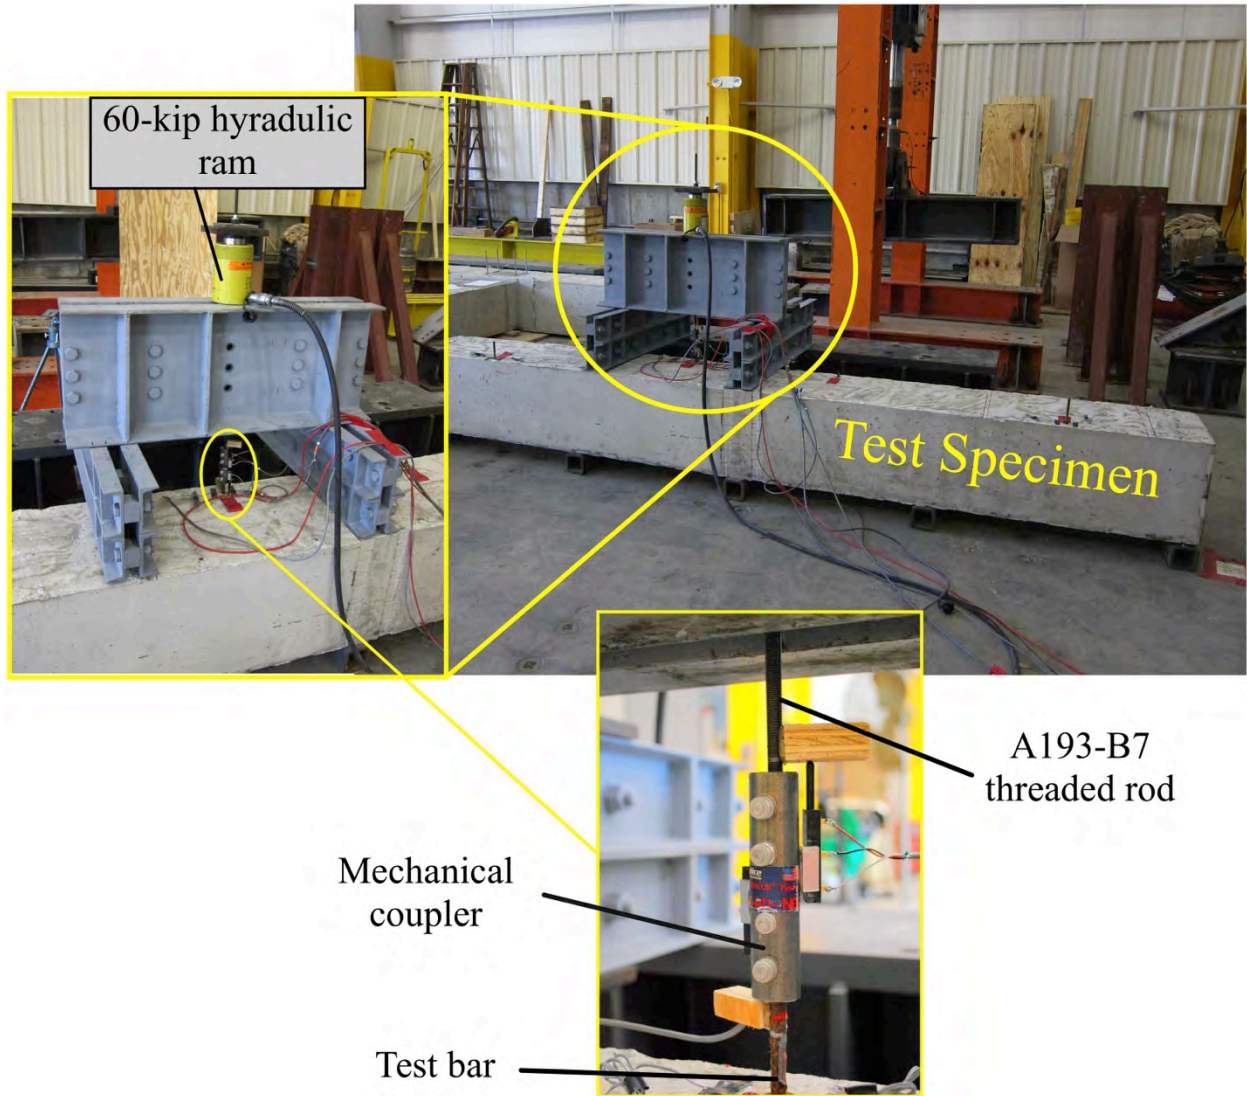 60-kip hyradulic
ram
Test Specimen
A193-B7
threaded rod
Mechanical
coupler
Test bar